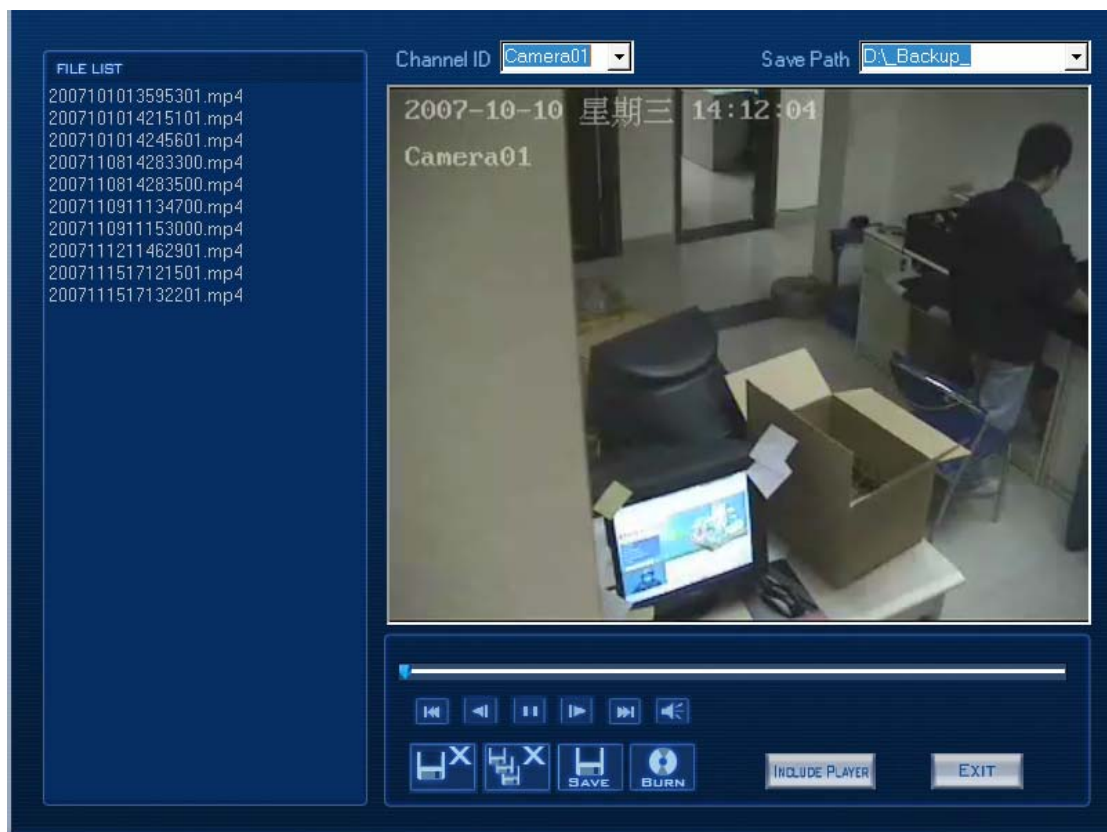 FILE LIST
2007101013595301.mp4
2007101014215101.mp4
2007101014245601.mp4
2007110814283300.mp4
2007110814283500.mp4
2007110911134700.mp4
2007110911153000.mp4
2007111211462901.mp4
2007111517121501.mp4
2007111517132201.mp4
Channel ID Camera01 Save Path D:\_Backup_
2007-10-10 星期三 14:12:04
Camera01
X X SAVE BURN INCLUDE PLAYER EXIT